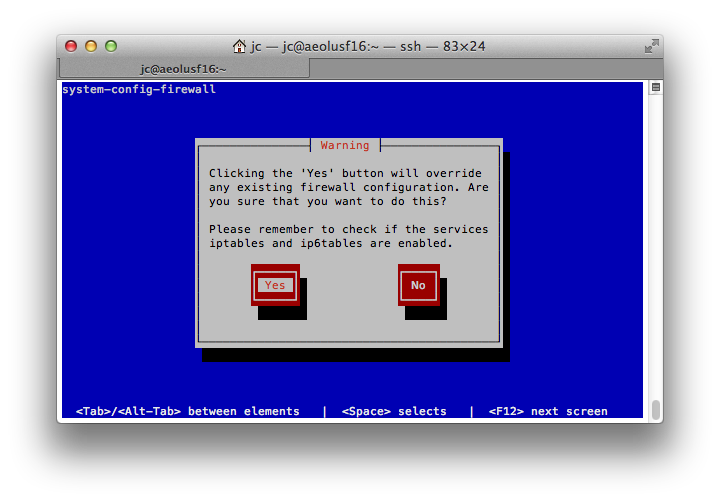 jc — jc@aeolusf16:~ — ssh — 83×24
jc@aeolusf16:~
system-config-firewall
Warning
Clicking the 'Yes' button will override
any existing firewall configuration. Are
you sure that you want to do this?
Please remember to check if the services
iptables and ip6tables are enabled.
Yes No
<Tab>/<Alt-Tab> between elements | <Space> selects | <F12> next screen